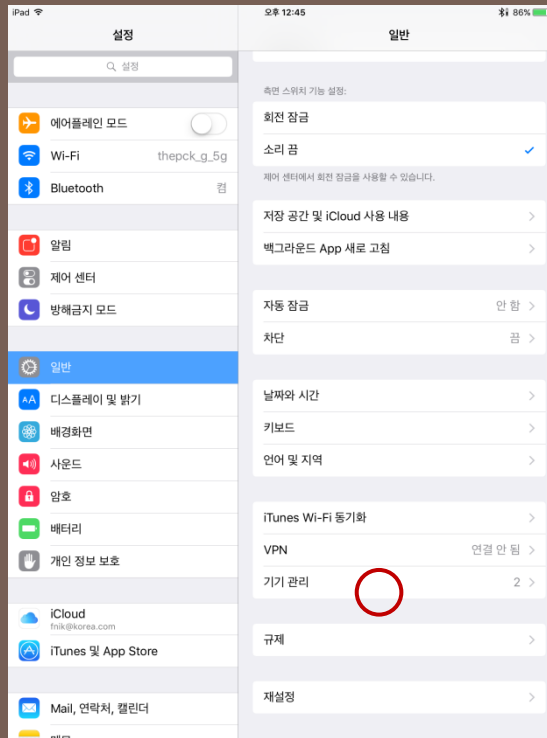 iPad
오후 12:45
86%
설정
일반
설정
에어플레인 모드
Wi-Fi thepck_g_5g
Bluetooth 켬
알림
제어 센터
방해금지 모드
일반
디스플레이 및 밝기
배경화면
사운드
암호
배터리
개인 정보 보호
iCloud
fnik@korea.com
iTunes 및 App Store
Mail, 연락처, 캘린더
측면 스위치 기능 설정:
회전 잠금
소리 끔
제어 센터에서 회전 잠금을 사용할 수 있습니다.
저장 공간 및 iCloud 사용 내용
백그라운드 App 새로 고침
자동 잠금 안 함
차단 끔
날짜와 시간
키보드
언어 및 지역
iTunes Wi-Fi 동기화
VPN 연결 안 됨
기기 관리 2
규제
재설정